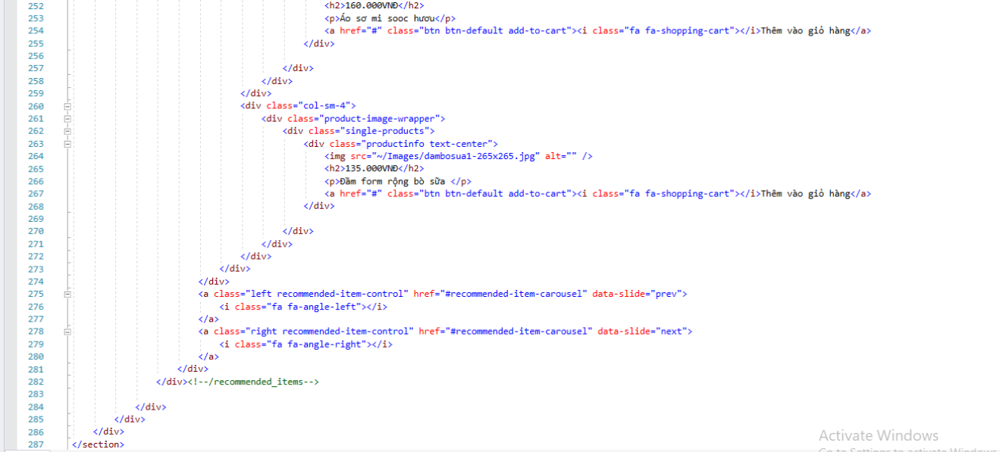 252 <h2>160.000VNĐ</h2>
253 <p>Áo sơ mi sooc hươu</p>
254 <a href="#" class="btn btn-default add-to-cart"><i class="fa fa-shopping-cart"></i>Thêm vào giỏ hàng</a>
255 </div>
256
257 </div>
258 </div>
259 </div>
260 <div class="col-sm-4">
261 <div class="product-image-wrapper">
262 <div class="single-products">
263 <div class="productinfo text-center">
264 <img src="~/Images/dambosua1-265x265.jpg" alt="" />
265 <h2>135.000VNĐ</h2>
266 <p>Đầm form rộng bò sữa </p>
267 <a href="#" class="btn btn-default add-to-cart"><i class="fa fa-shopping-cart"></i>Thêm vào giỏ hàng</a>
268 </div>
269
270 </div>
271 </div>
272 </div>
273 </div>
274 </div>
275 <a class="left recommended-item-control" href="#recommended-item-carousel" data-slide="prev">
276 <i class="fa fa-angle-left"></i>
277 </a>
278 <a class="right recommended-item-control" href="#recommended-item-carousel" data-slide="next">
279 <i class="fa fa-angle-right"></i>
280 </a>
281 </div>
282 </div><!--/recommended_items-->
283
284 </div>
285 </div>
286 </div>
287 </section>
Activate Windows
Go to Settings to activate Windows